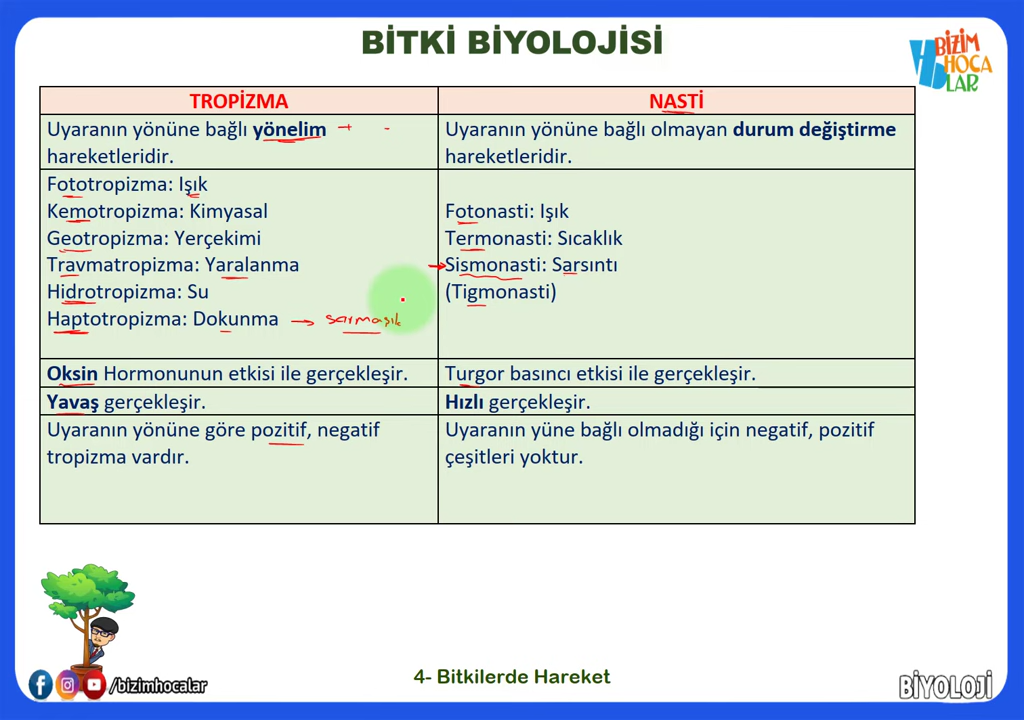 BİTKİ BİYOLOJİSİ
BİZİM
HOCA
LAR
TROPİZMA
NASTİ
Uyaranın yönüne bağlı yönelim + -
hareketleridir.
Uyaranın yönüne bağlı olmayan durum değiştirme
hareketleridir.
Fototropizma: Işık
Kemotropizma: Kimyasal
Geotropizma: Yerçekimi
Travmatropizma: Yaralanma
Hidrotropizma: Su
Haptotropizma: Dokunma → sarmaşık
Fotonasti: Işık
Termonasti: Sıcaklık
Sismonasti: Sarsıntı
(Tigmonasti)
Oksin Hormonunun etkisi ile gerçekleşir.
Turgor basıncı etkisi ile gerçekleşir.
Yavaş gerçekleşir.
Hızlı gerçekleşir.
Uyaranın yönüne göre pozitif, negatif
tropizma vardır.
Uyaranın yüne bağlı olmadığı için negatif, pozitif
çeşitleri yoktur.
/bizimhocalar
4- Bitkilerde Hareket
BİYOLOJİ